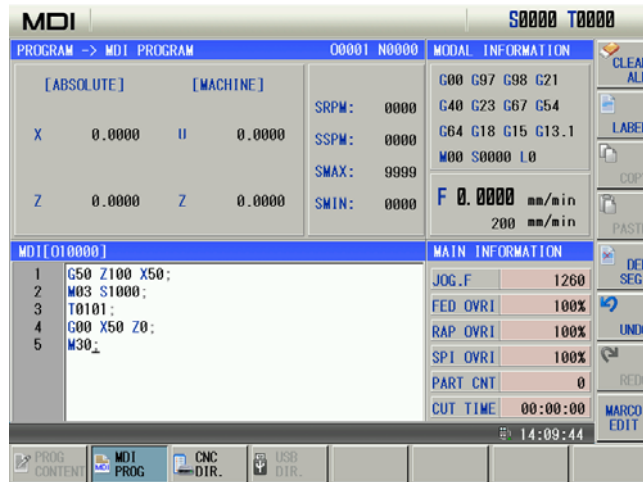 MDI S0000 T0000
PROGRAM -> MDI PROGRAM O0001 N0000
[ABSOLUTE] [MACHINE]
X 0.0000 U 0.0000
Z 0.0000 Z 0.0000
SRPM: 0000
SSPM: 0000
SMAX: 9999
SMIN: 0000
MODAL INFORMATION
G00 G97 G98 G21
G40 G23 G67 G54
G64 G18 G15 G13.1
M00 S0000 L0
F 0.0000 mm/min
200 mm/min
MDI[O10000]
1 G50 Z100 X50;
2 M03 S1000;
3 T0101;
4 G00 X50 Z0;
5 M30;
MAIN INFORMATION
JOG.F 1260
FED OVRI 100%
RAP OVRI 100%
SPI OVRI 100%
PART CNT 0
CUT TIME 00:00:00
14:09:44
CLEA
AL
LABE
COP
PAST
DE
SEG
UND
RED
MARCO
EDIT
PROG
CONTENT
MDI
PROG
CNC
DIR.
USB
DIR.